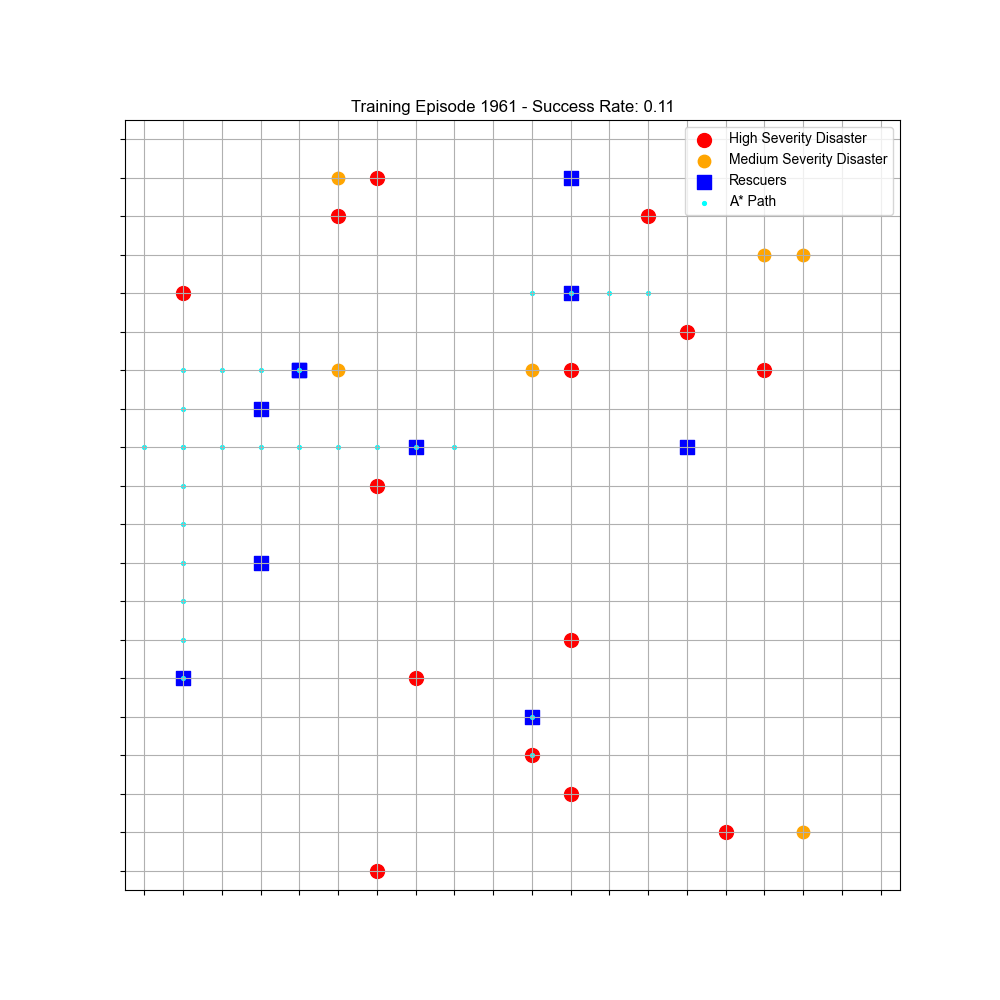 Training Episode 1961 - Success Rate: 0.11
High Severity Disaster
Medium Severity Disaster
Rescuers
A* Path